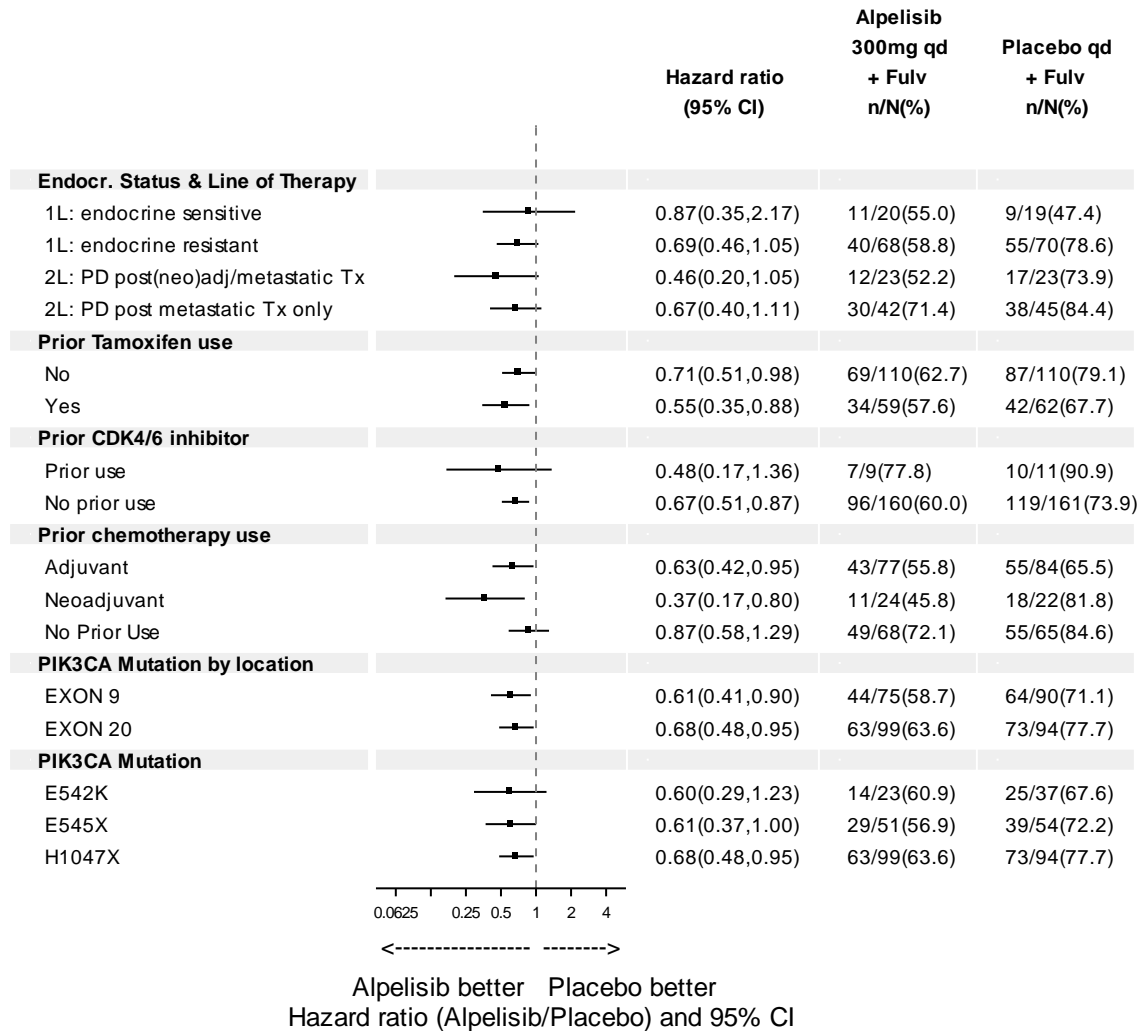 Alpelisib
300mg qd Placebo qd
Hazard ratio + Fulv + Fulv
(95% CI) n/N(%) n/N(%)
Endocr. Status & Line of Therapy
1L: endocrine sensitive 0.87(0.35,2.17) 11/20(55.0) 9/19(47.4)
1L: endocrine resistant 0.69(0.46,1.05) 40/68(58.8) 55/70(78.6)
2L: PD post(neo)adj/metastatic Tx 0.46(0.20,1.05) 12/23(52.2) 17/23(73.9)
2L: PD post metastatic Tx only 0.67(0.40,1.11) 30/42(71.4) 38/45(84.4)
Prior Tamoxifen use
No 0.71(0.51,0.98) 69/110(62.7) 87/110(79.1)
Yes 0.55(0.35,0.88) 34/59(57.6) 42/62(67.7)
Prior CDK4/6 inhibitor
Prior use 0.48(0.17,1.36) 7/9(77.8) 10/11(90.9)
No prior use 0.67(0.51,0.87) 96/160(60.0) 119/161(73.9)
Prior chemotherapy use
Adjuvant 0.63(0.42,0.95) 43/77(55.8) 55/84(65.5)
Neoadjuvant 0.37(0.17,0.80) 11/24(45.8) 18/22(81.8)
No Prior Use 0.87(0.58,1.29) 49/68(72.1) 55/65(84.6)
PIK3CA Mutation by location
EXON 9 0.61(0.41,0.90) 44/75(58.7) 64/90(71.1)
EXON 20 0.68(0.48,0.95) 63/99(63.6) 73/94(77.7)
PIK3CA Mutation
E542K 0.60(0.29,1.23) 14/23(60.9) 25/37(67.6)
E545X 0.61(0.37,1.00) 29/51(56.9) 39/54(72.2)
H1047X 0.68(0.48,0.95) 63/99(63.6) 73/94(77.7)
0.0625 0.25 0.5 1 2 4
<---------------- -------->
Alpelisib better Placebo better
Hazard ratio (Alpelisib/Placebo) and 95% CI